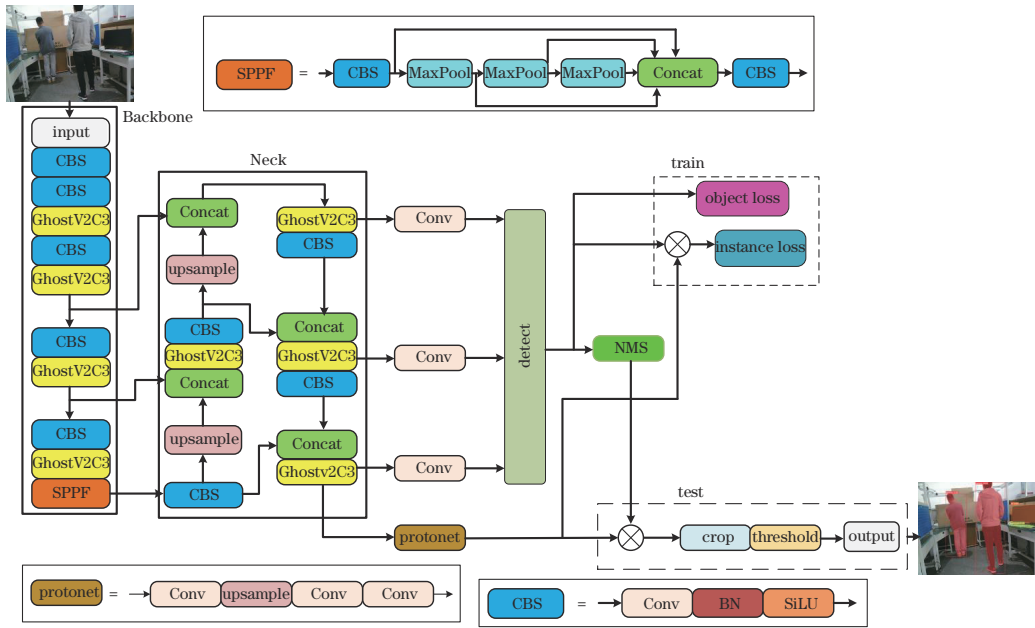 SPPF = CBS MaxPool MaxPool MaxPool Concat CBS
Backbone
input
CBS
CBS
GhostV2C3
CBS
GhostV2C3
CBS
GhostV2C3
CBS
GhostV2C3
SPPF
Neck
Concat
upsample
CBS
GhostV2C3
Concat
upsample
CBS
GhostV2C3
CBS
Concat
GhostV2C3
CBS
Concat
Ghostv2C3
Conv
Conv
Conv
protonet
detect
train
object loss
instance loss
NMS
test
crop threshold output
protonet = Conv upsample Conv Conv
CBS = Conv BN SiLU